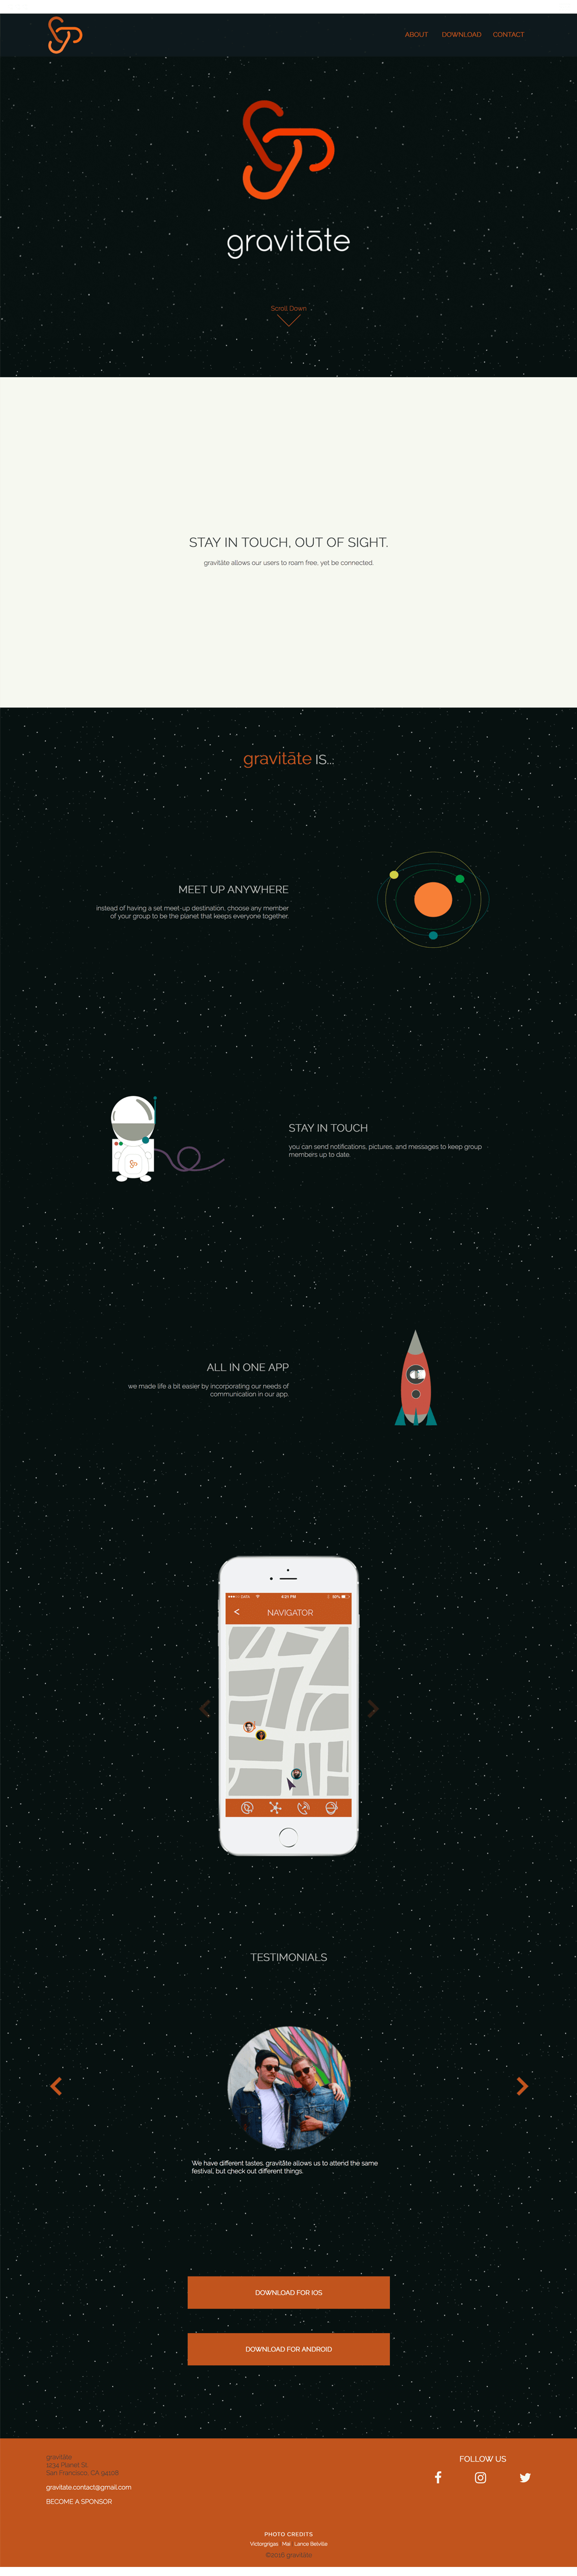 ABOUT DOWNLOAD CONTACT
gravitāte
Scroll Down
STAY IN TOUCH, OUT OF SIGHT.
gravitāte allows our users to roam free, yet be connected.
gravitāte IS...
MEET UP ANYWHERE
instead of having a set meet-up destination, choose any member
of your group to be the planet that keeps everyone together.
STAY IN TOUCH
you can send notifications, pictures, and messages to keep group
members up to date.
ALL IN ONE APP
we made life a bit easier by incorporating our needs of
communication in our app.
4:21 PM
NAVIGATOR
TESTIMONIALS
We have different tastes. gravitāte allows us to attend the same
festival, but check out different things.
DOWNLOAD FOR IOS
DOWNLOAD FOR ANDROID
gravitāte
1234 Planet St.
San Francisco, CA 94108
gravitate.contact@gmail.com
BECOME A SPONSOR
FOLLOW US
PHOTO CREDITS
Victorgrigas Mai Lance Belville
©2016 gravitāte